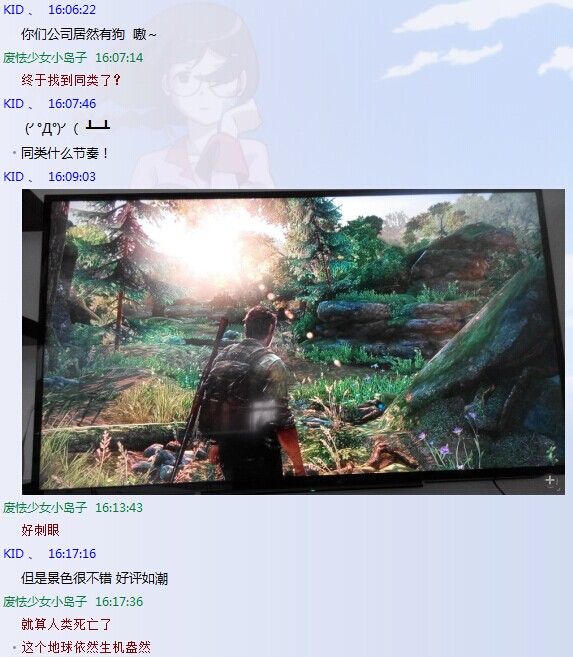 KID 、 16:06:22
你们公司居然有狗 嗷~
废怯少女小岛子 16:07:14
终于找到同类了？
KID 、 16:07:46
(╯°Д°)╯ ( ┻━┻
同类什么节奏！
KID 、 16:09:03
废怯少女小岛子 16:13:43
好刺眼
KID 、 16:17:16
但是景色很不错 好评如潮
废怯少女小岛子 16:17:36
就算人类死亡了
这个地球依然生机盎然